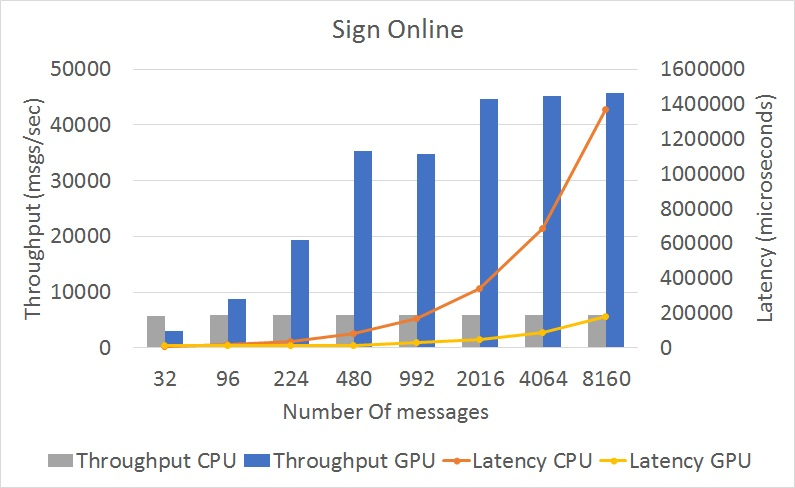 Sign Online
50000
40000
30000
20000
10000
0
Throughput (msgs/sec)
1600000
1400000
1200000
1000000
800000
600000
400000
200000
0
Latency (microseconds)
32 96 224 480 992 2016 4064 8160
Number Of messages
Throughput CPU Throughput GPU Latency CPU Latency GPU